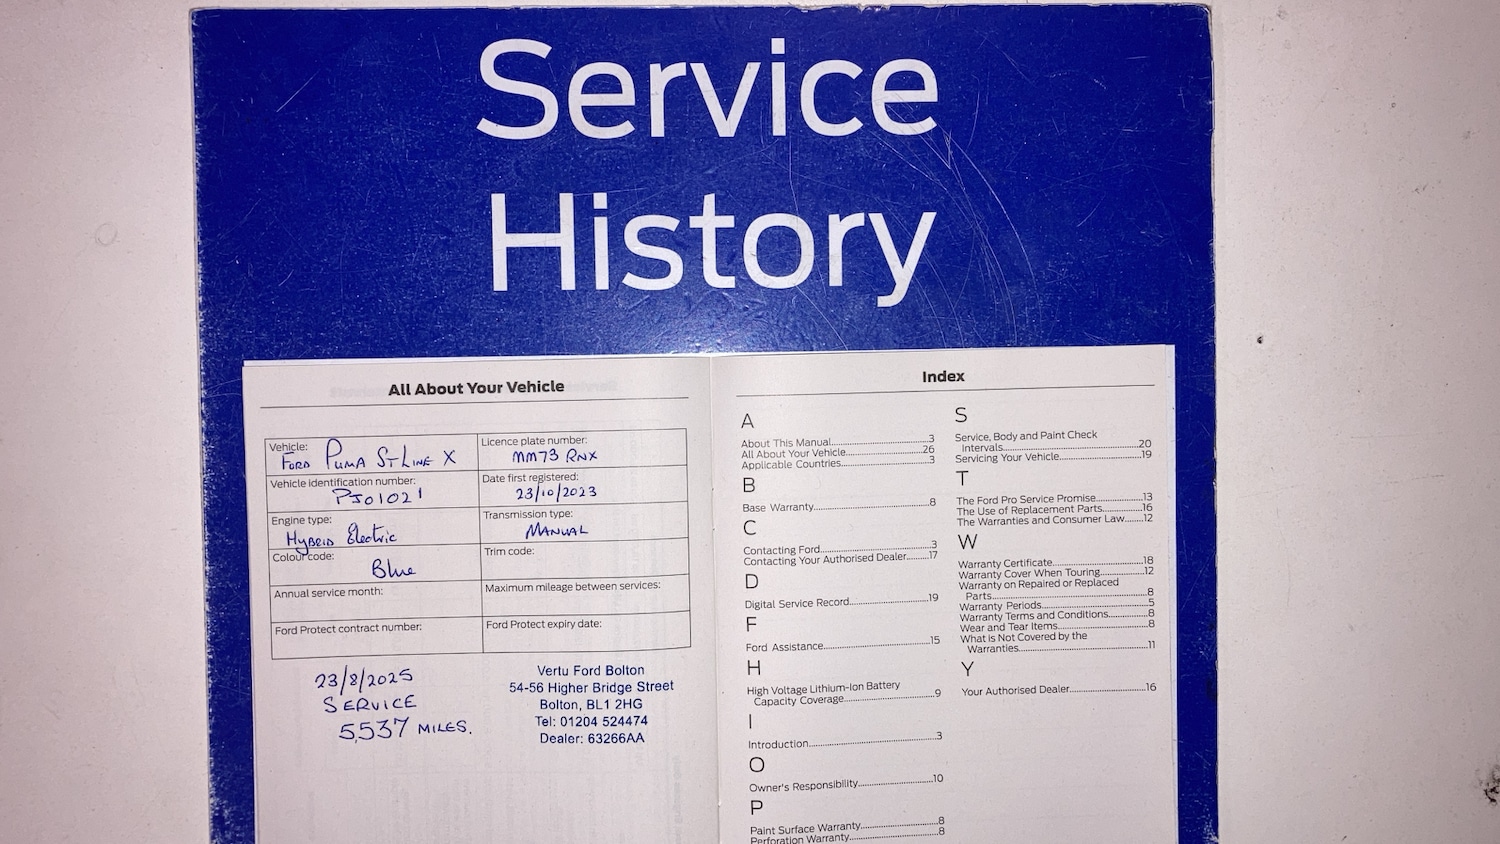 Service
History
All About Your Vehicle
Vehicle: FORD PUMA ST LINE X
Licence plate number: MM73 RNX
Vehicle identification number: PJ01021
Date first registered: 23/10/2023
Engine type: HYBRID Electric
Transmission type: MANUAL
Colour code: Blue
Trim code:
Annual service month:
Maximum mileage between services:
Ford Protect contract number:
Ford Protect expiry date:
23/8/2025
SERVICE
5,537 MILES.
Vertu Ford Bolton
54-56 Higher Bridge Street
Bolton, BL1 2HG
Tel: 01204 524474
Dealer: 63266AA
Index
A
About This Manual...3
All About Your Vehicle...26
Applicable Countries...3
B
Base Warranty...8
C
Contacting Ford...3
Contacting Your Authorised Dealer...17
D
Digital Service Record...19
F
Ford Assistance...15
H
High Voltage Lithium-Ion Battery
Capacity Coverage...9
I
Introduction...3
O
Owner's Responsibility...10
P
Paint Surface Warranty...8
Perforation Warranty...8
S
Service, Body and Paint Check
Intervals...20
Servicing Your Vehicle...19
T
The Ford Pro Service Promise...13
The Use of Replacement Parts...16
The Warranties and Consumer Law...12
W
Warranty Certificate...18
Warranty Cover When Touring...12
Warranty on Repaired or Replaced
Parts...8
Warranty Periods...5
Warranty Terms and Conditions...8
Wear and Tear Items...8
What is Not Covered by the
Warranties...11
Y
Your Authorised Dealer...16